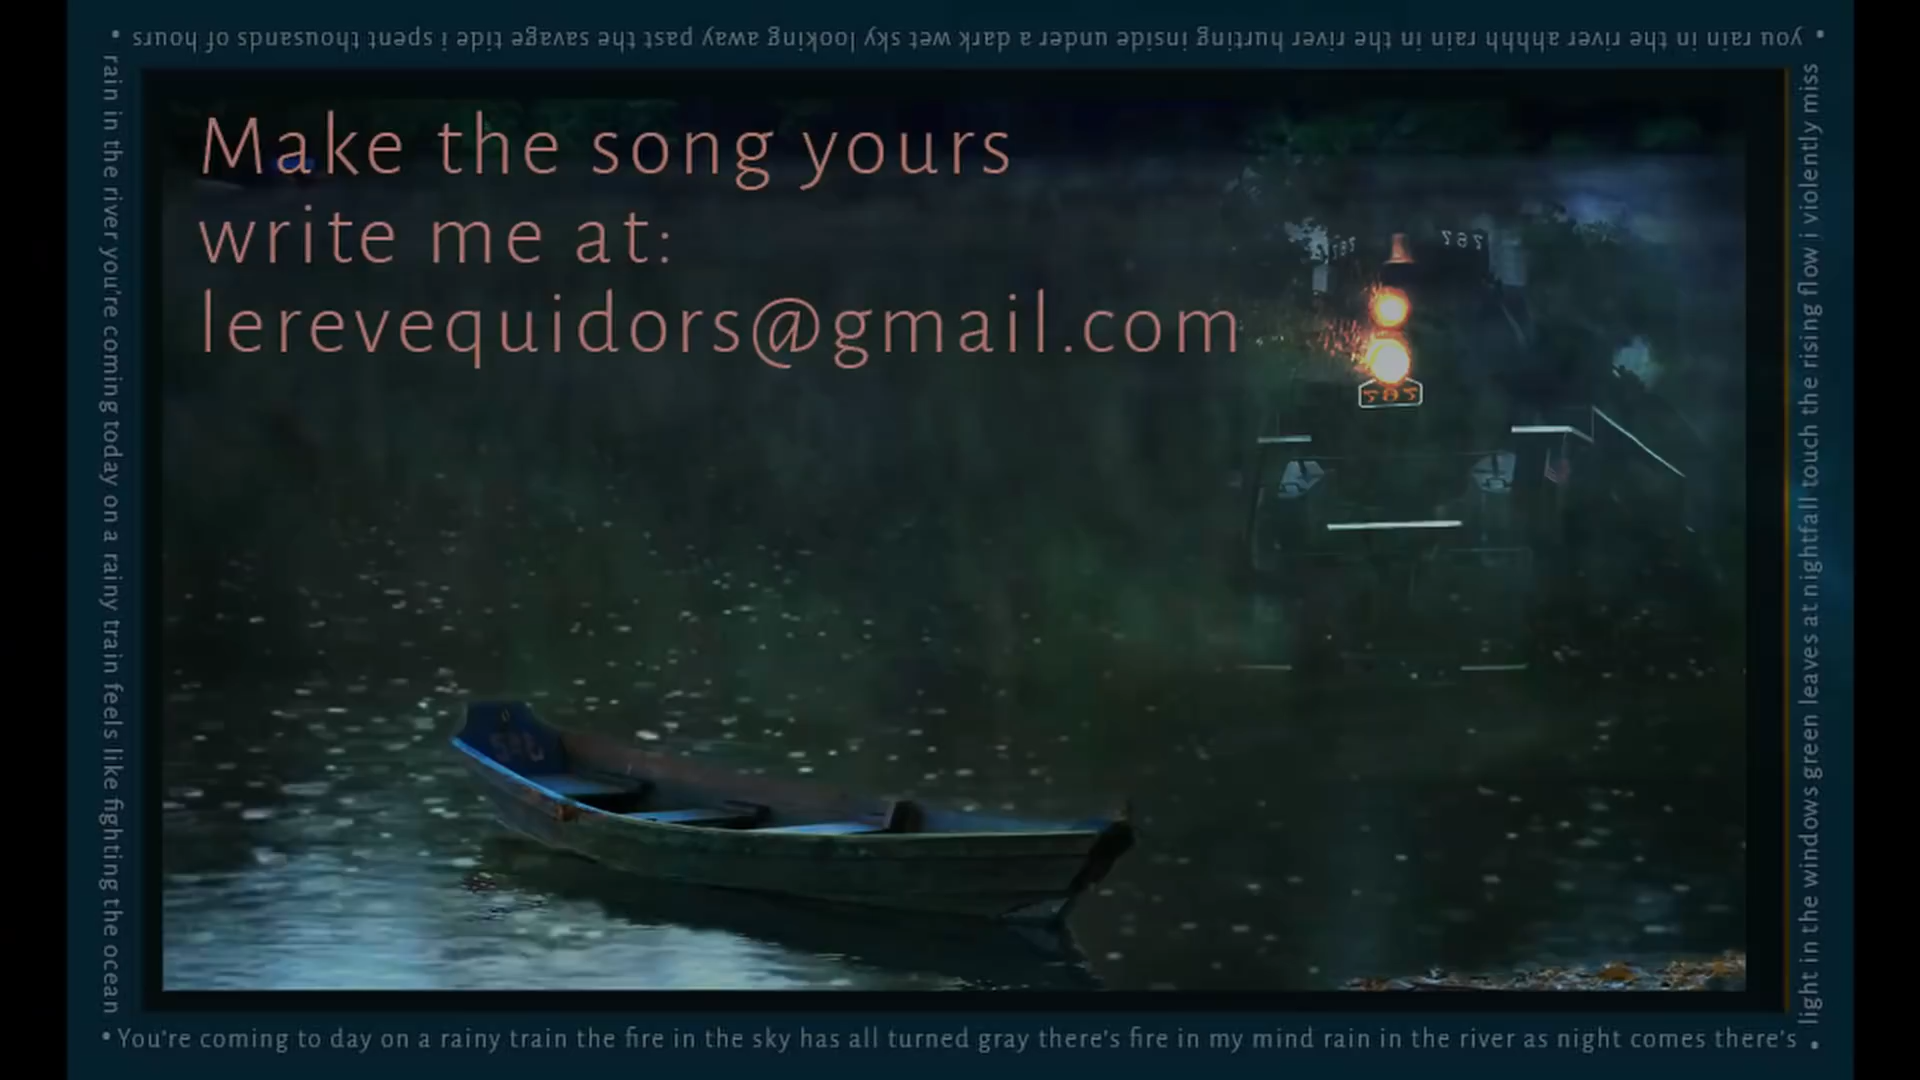 Make the song yours
write me at:
lerevequidors@gmail.com
• You're coming to day on a rainy train the fire in the sky has all turned gray there's fire in my mind rain in the river as night comes there's •
light in the windows green leaves at nightfall touch the rising flow i violently miss
you rain in the river ahhhh rain in the river hurting inside under a dark wet sky looking away past the savage tide i spent thousands of hours •
rain in the river you're coming today on a rainy train feels like fighting the ocean
767